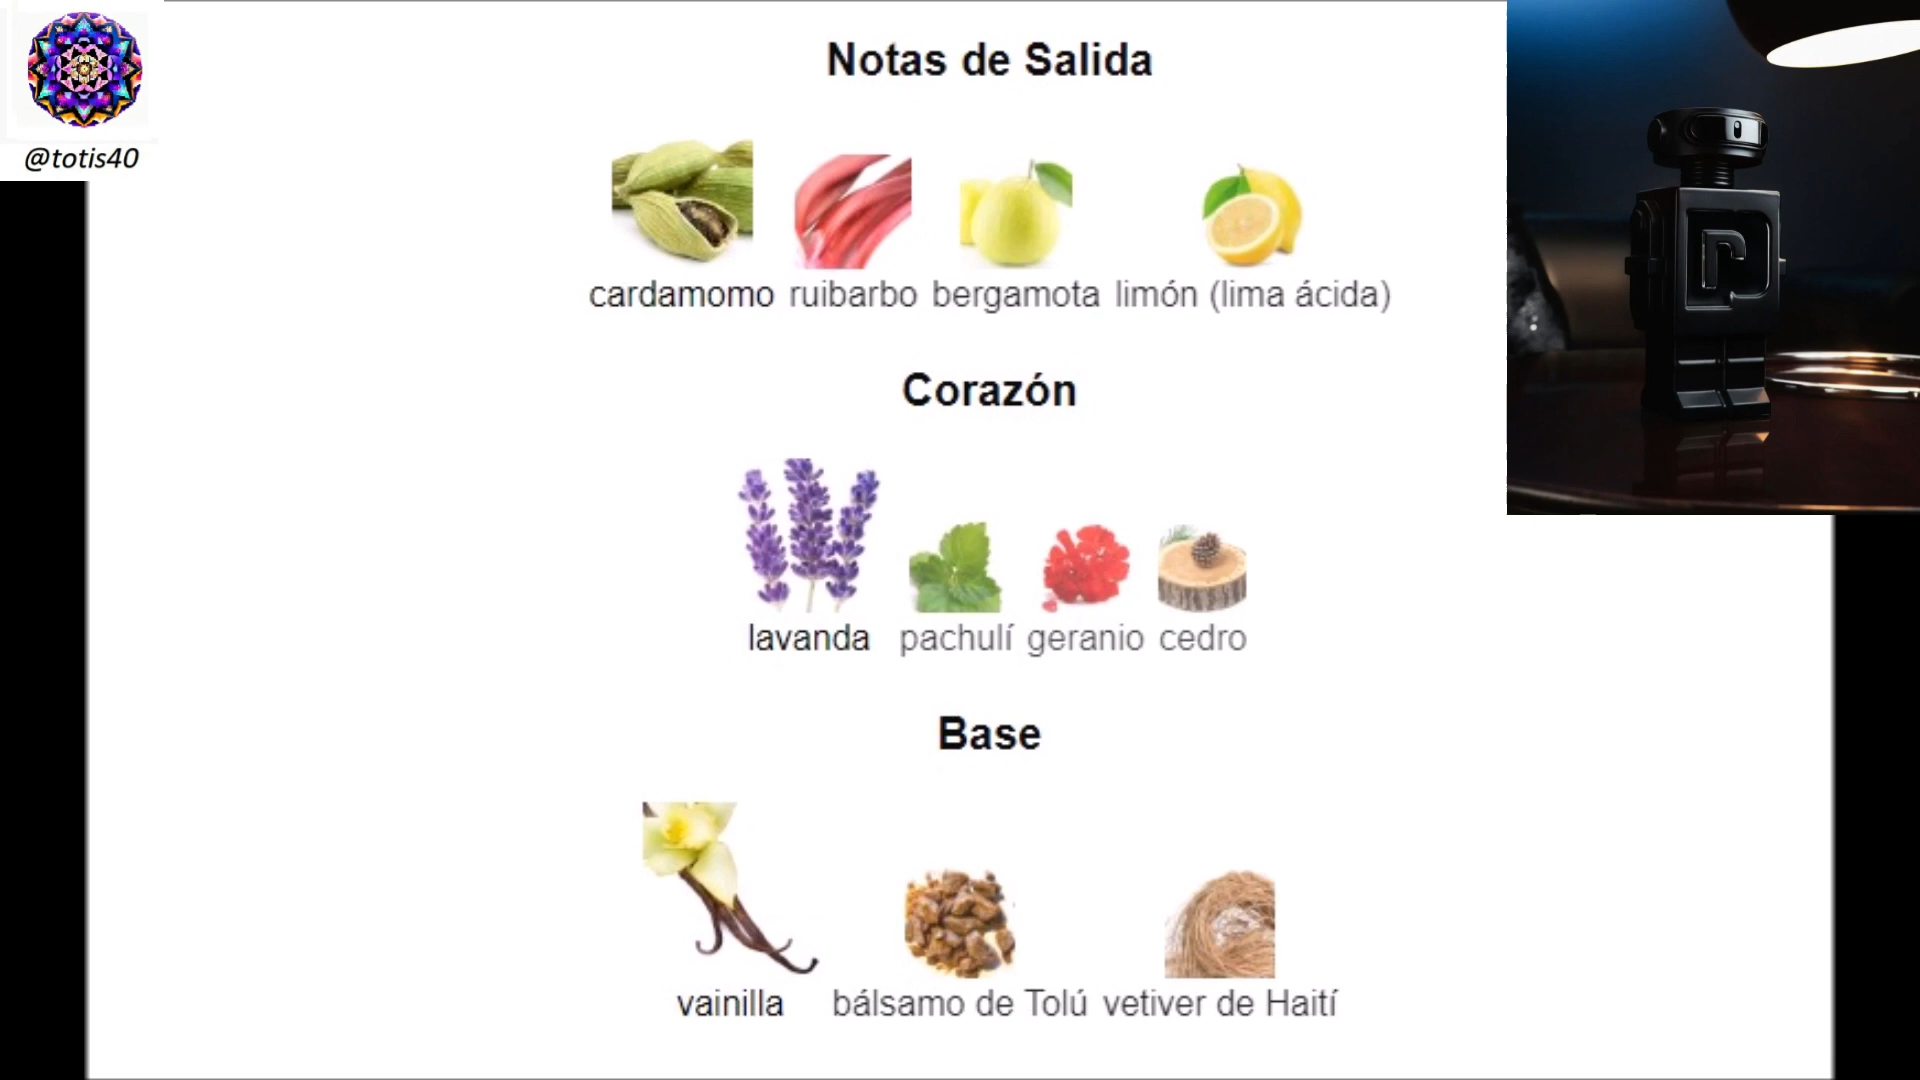 @totis40
Notas de Salida
cardamomo ruibarbo bergamota limón (lima ácida)
Corazón
lavanda pachulí geranio cedro
Base
vainilla bálsamo de Tolú vetiver de Haití